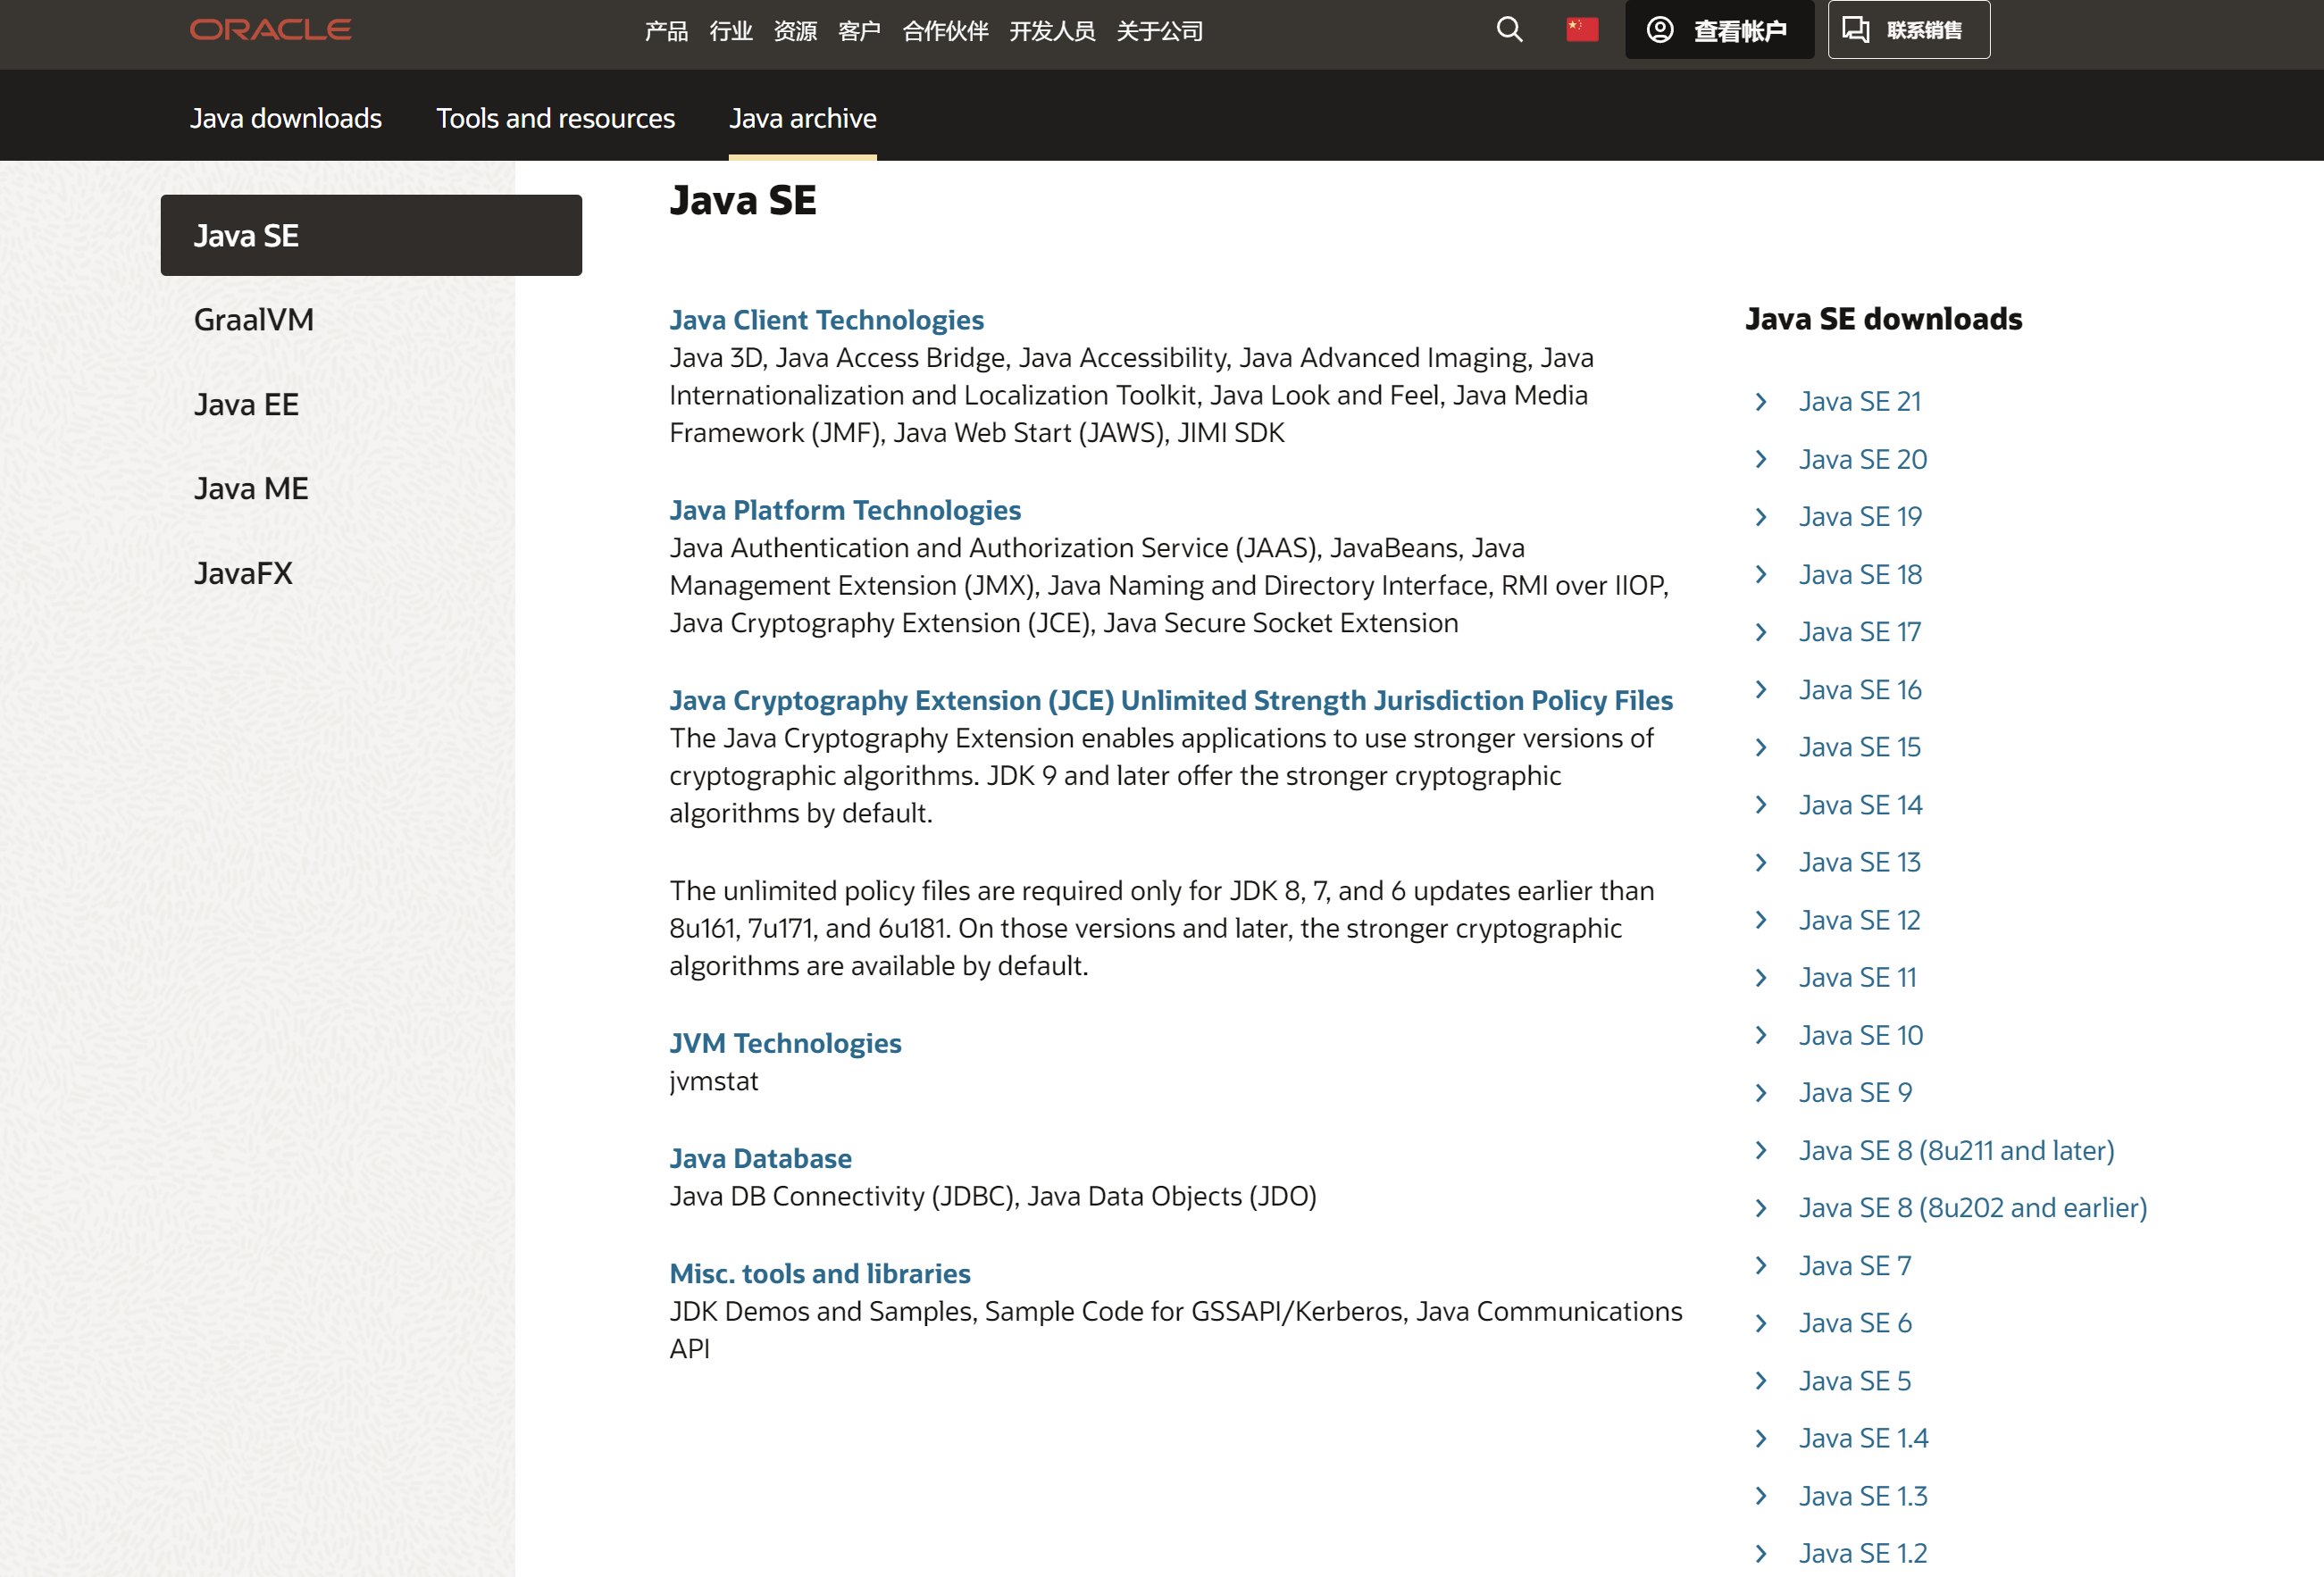 ORACLE
产品 行业 资源 客户 合作伙伴 开发人员 关于公司
查看帐户
联系销售
Java downloads
Tools and resources
Java archive
Java SE
GraalVM
Java EE
Java ME
JavaFX
Java SE
Java Client Technologies
Java 3D, Java Access Bridge, Java Accessibility, Java Advanced Imaging, Java
Internationalization and Localization Toolkit, Java Look and Feel, Java Media
Framework (JMF), Java Web Start (JAWS), JIMI SDK
Java Platform Technologies
Java Authentication and Authorization Service (JAAS), JavaBeans, Java
Management Extension (JMX), Java Naming and Directory Interface, RMI over IIOP,
Java Cryptography Extension (JCE), Java Secure Socket Extension
Java Cryptography Extension (JCE) Unlimited Strength Jurisdiction Policy Files
The Java Cryptography Extension enables applications to use stronger versions of
cryptographic algorithms. JDK 9 and later offer the stronger cryptographic
algorithms by default.
The unlimited policy files are required only for JDK 8, 7, and 6 updates earlier than
8u161, 7u171, and 6u181. On those versions and later, the stronger cryptographic
algorithms are available by default.
JVM Technologies
jvmstat
Java Database
Java DB Connectivity (JDBC), Java Data Objects (JDO)
Misc. tools and libraries
JDK Demos and Samples, Sample Code for GSSAPI/Kerberos, Java Communications
API
Java SE downloads
Java SE 21
Java SE 20
Java SE 19
Java SE 18
Java SE 17
Java SE 16
Java SE 15
Java SE 14
Java SE 13
Java SE 12
Java SE 11
Java SE 10
Java SE 9
Java SE 8 (8u211 and later)
Java SE 8 (8u202 and earlier)
Java SE 7
Java SE 6
Java SE 5
Java SE 1.4
Java SE 1.3
Java SE 1.2